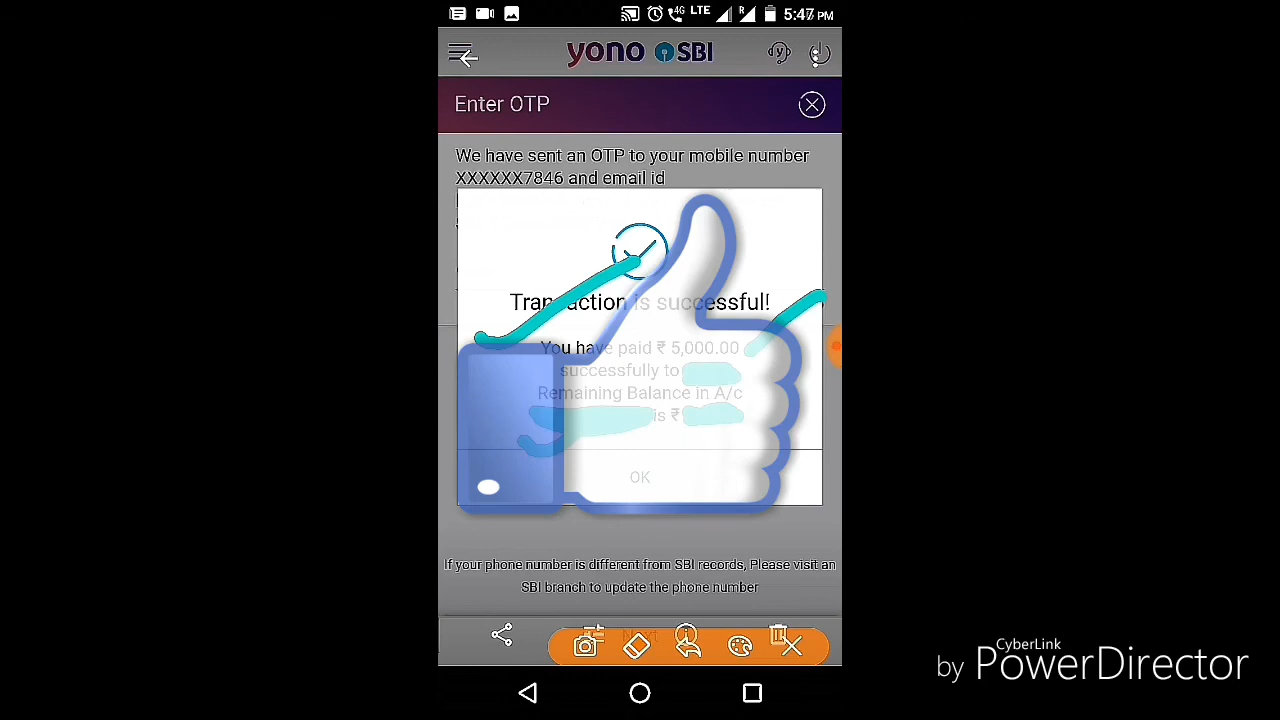 4G LTE R 5:47 PM
yono SBI
Enter OTP
We have sent an OTP to your mobile number
XXXXXX7846 and email id
Transaction is successful!
You have paid ₹ 5,000.00
successfully to
Remaining Balance in A/c
is ₹
OK
If your phone number is different from SBI records, Please visit an
SBI branch to update the phone number
Next
CyberLink
by PowerDirector